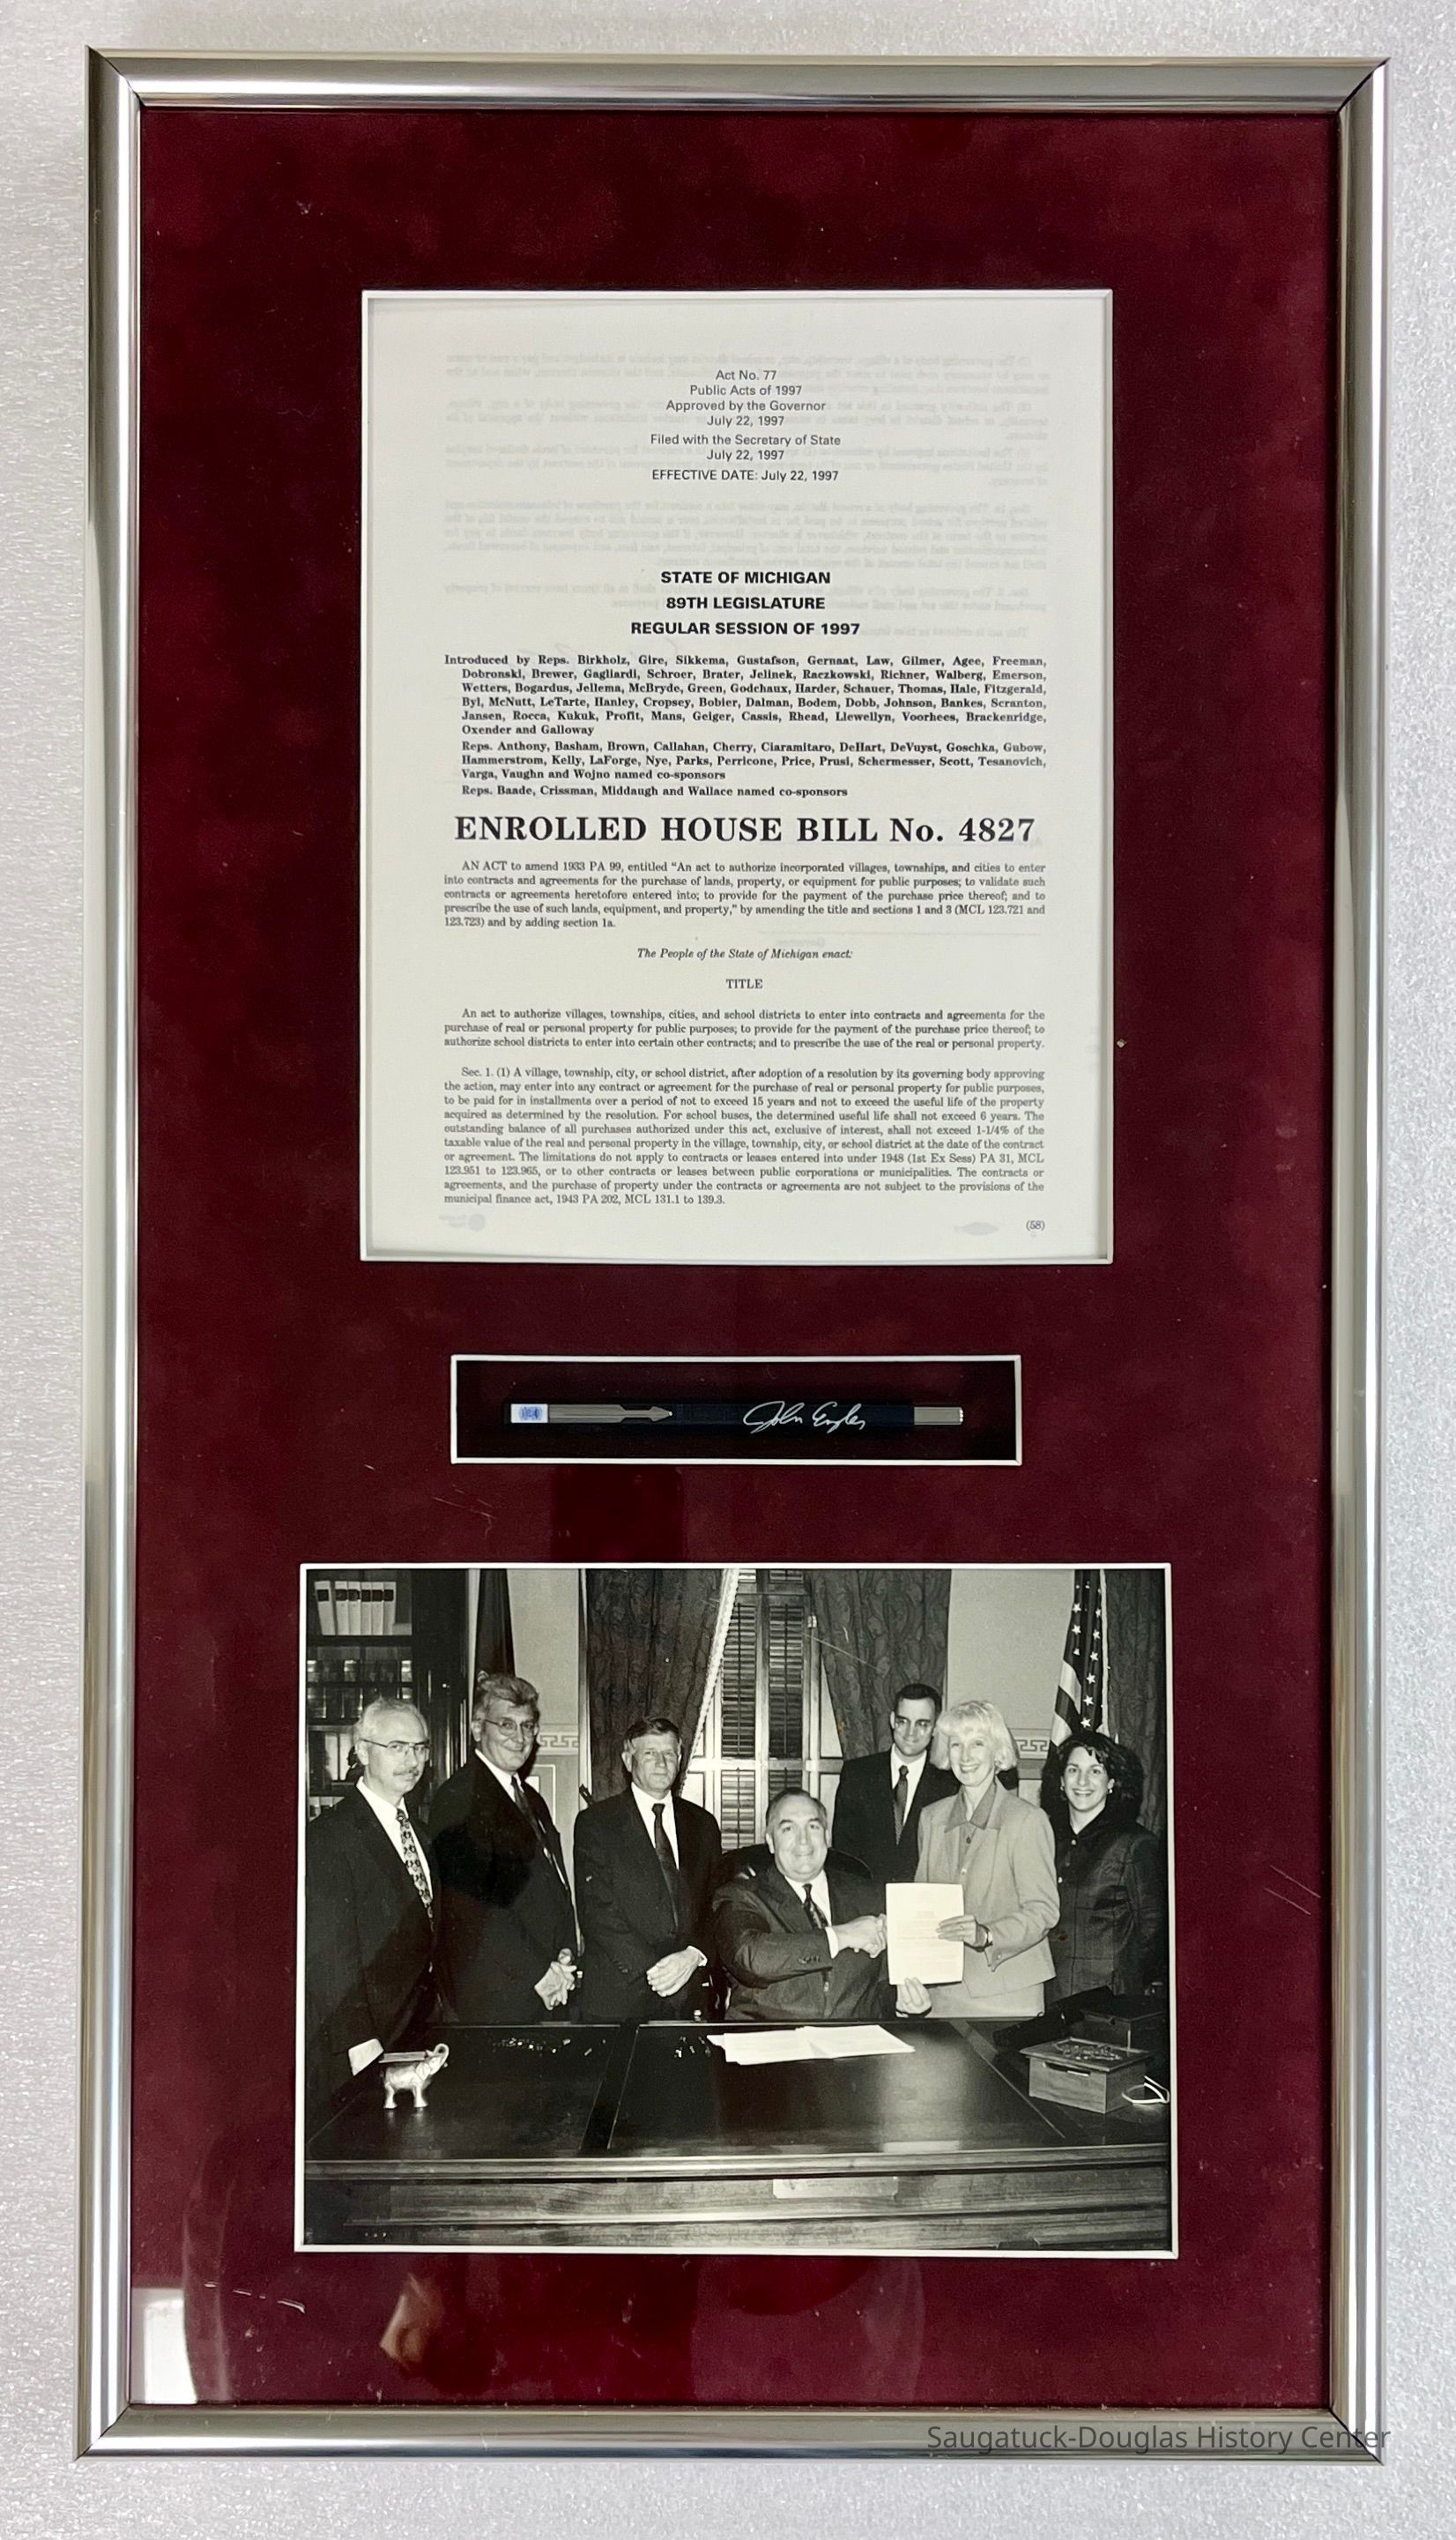 Act No. 77
Public Acts of 1997
Approved by the Governor
July 22, 1997
Filed with the Secretary of State
July 22, 1997
EFFECTIVE DATE: July 22, 1997
STATE OF MICHIGAN
89TH LEGISLATURE
REGULAR SESSION OF 1997
Introduced by Reps. Birkholz, Gire, Sikkema, Gustafson, Gernaat, Law, Gilmer, Agee, Freeman,
Dobronski, Brewer, Gagliardi, Schroer, Brater, Jelinek, Raczkowski, Richner, Walberg, Emerson,
Wetters, Bogardus, Jellema, McBryde, Green, Godchaux, Harder, Schauer, Thomas, Hale, Fitzgerald,
Byl, McNutt, LeTarte, Hanley, Cropsey, Bobier, Dalman, Bodem, Dobb, Johnson, Bankes, Scranton,
Jansen, Rocca, Kukuk, Profit, Mans, Geiger, Cassis, Rhead, Llewellyn, Voorhees, Brackenridge,
Oxender and Galloway
Reps. Anthony, Basham, Brown, Callahan, Cherry, Ciaramitaro, DeHart, DeVuyst, Goschka, Gubow,
Hammerstrom, Kelly, LaForge, Nye, Parks, Perricone, Price, Prusi, Schermesser, Scott, Tesanovich,
Varga, Vaughn and Wojno named co-sponsors
Reps. Baade, Crissman, Middaugh and Wallace named co-sponsors
ENROLLED HOUSE BILL No. 4827
AN ACT to amend 1933 PA 99, entitled "An act to authorize incorporated villages, townships, and cities to enter
into contracts and agreements for the purchase of lands, property, or equipment for public purposes; to validate such
contracts or agreements heretofore entered into; to provide for the payment of the purchase price thereof; and to
prescribe the use of such lands, equipment, and property," by amending the title and sections 1 and 3 (MCL 123.721 and
123.723) and by adding section 1a.
The People of the State of Michigan enact:
TITLE
An act to authorize villages, townships, cities, and school districts to enter into contracts and agreements for the
purchase of real or personal property for public purposes; to provide for the payment of the purchase price thereof; to
authorize school districts to enter into certain other contracts; and to prescribe the use of the real or personal property.
Sec. 1. (1) A village, township, city, or school district, after adoption of a resolution by its governing body approving
the action, may enter into any contract or agreement for the purchase of real or personal property for public purposes,
to be paid for in installments over a period of not to exceed 15 years and not to exceed the useful life of the property
acquired as determined by the resolution. For school buses, the determined useful life shall not exceed 6 years. The
outstanding balance of all purchases authorized under this act, exclusive of interest, shall not exceed 1-1/4% of the
taxable value of the real and personal property in the village, township, city, or school district at the date of the contract
or agreement. The limitations do not apply to contracts or leases entered into under 1948 (1st Ex Sess) PA 31, MCL
123.951 to 123.965, or to other contracts or leases between public corporations or municipalities. The contracts or
agreements, and the purchase of property under the contracts or agreements are not subject to the provisions of the
municipal finance act, 1943 PA 202, MCL 131.1 to 139.3.
(58)
John Engler
Saugatuck-Douglas History Center